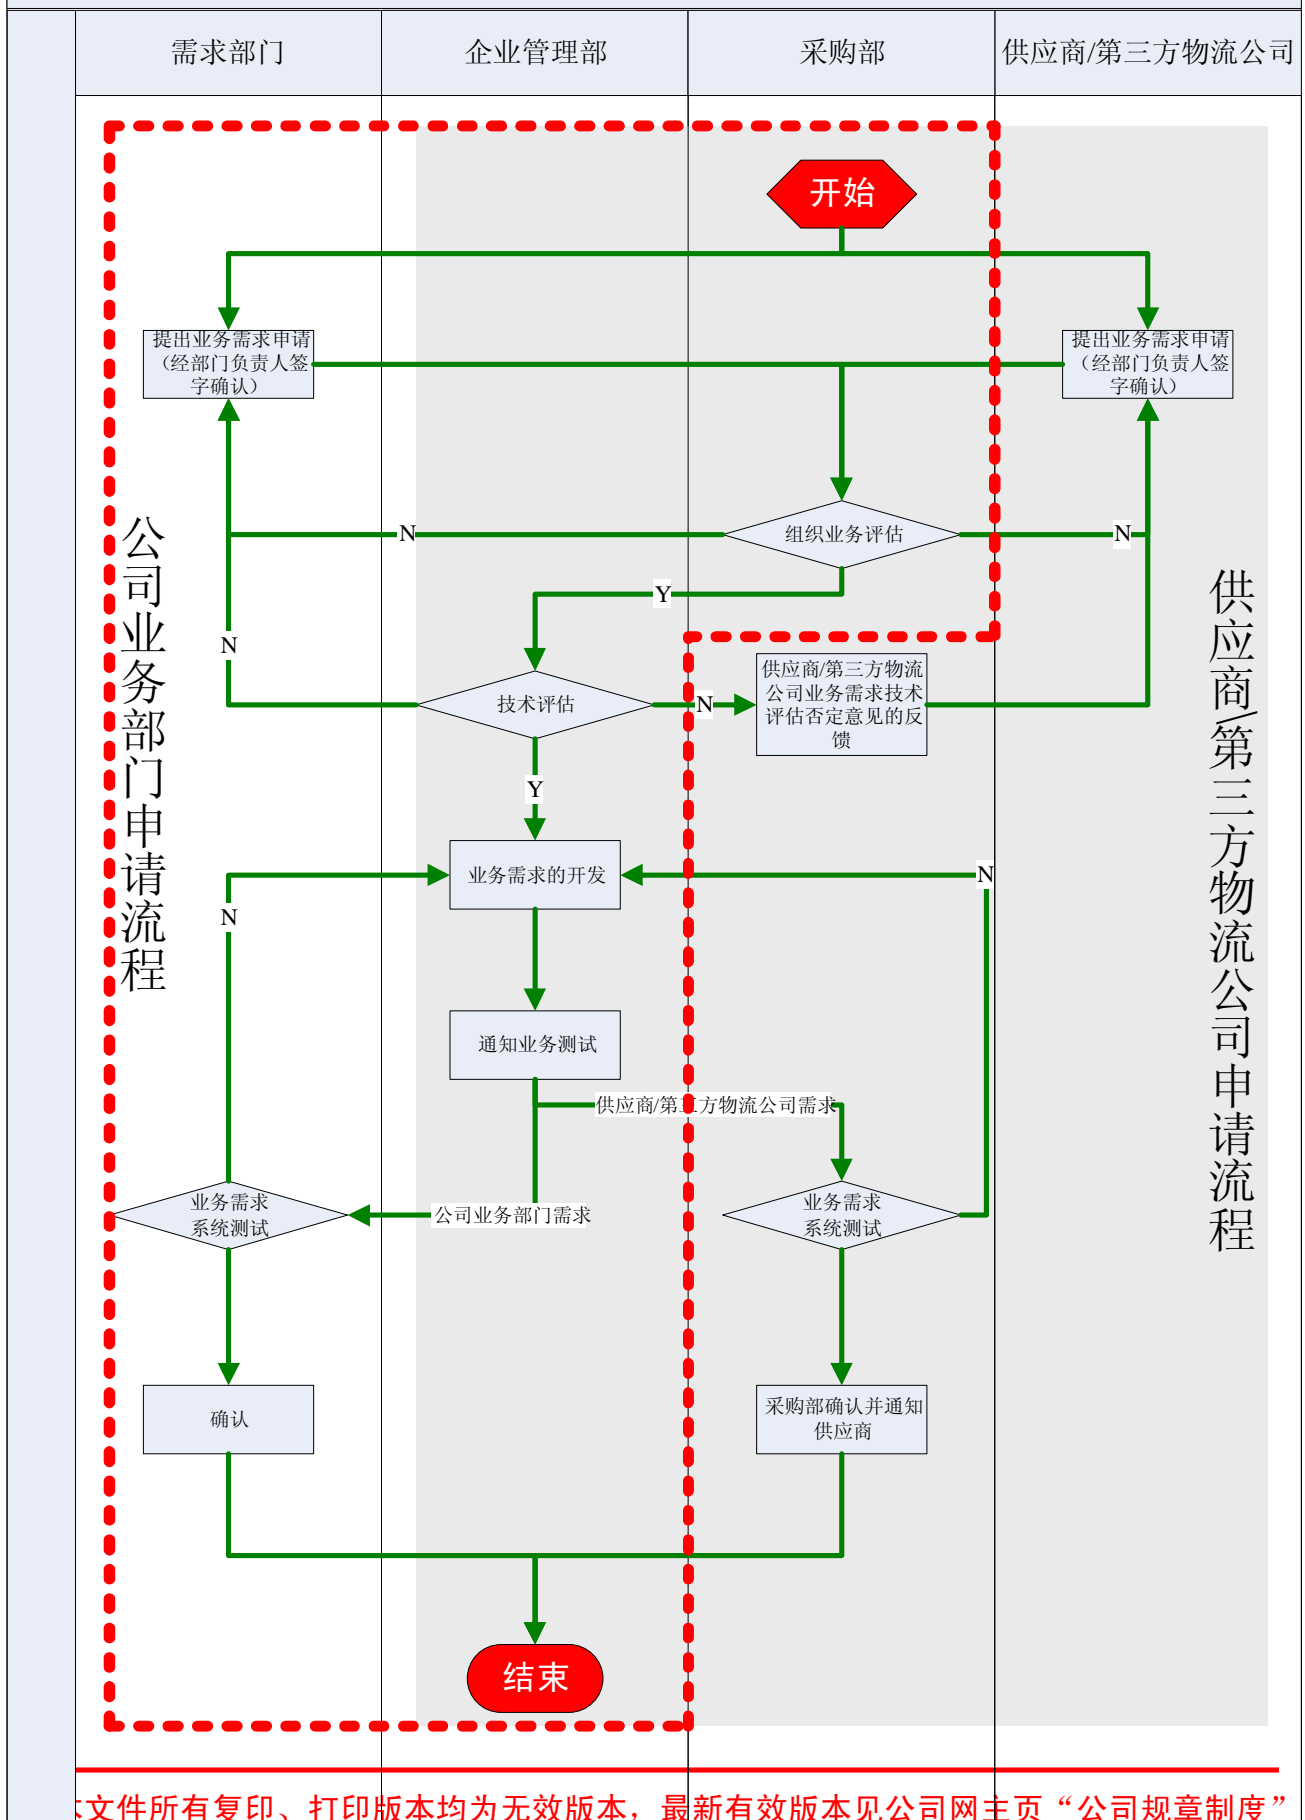 需求部门
企业管理部
采购部
供应商/第三方物流公司
开始
提出业务需求申请
（经部门负责人签
字确认）
提出业务需求申请
（经部门负责人签
字确认）
组织业务评估
N
N
Y
N
技术评估
N
供应商/第三方物流
公司业务需求技术
评估否定意见的反
馈
Y
公司业务部门申请流程
供应商/第三方物流公司申请流程
业务需求的开发
N
N
通知业务测试
供应商/第三方物流公司需求
公司业务部门需求
业务需求
系统测试
业务需求
系统测试
确认
采购部确认并通知
供应商
结束
文件所有复印、打印版本均为无效版本，最新有效版本见公司网主页“公司规章制度”